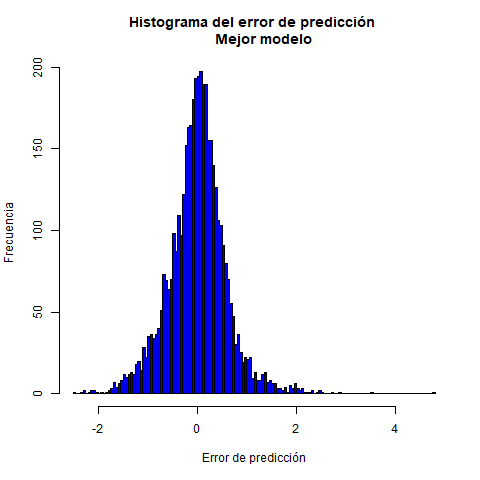 Histograma del error de predicción
Mejor modelo
Frecuencia
200
150
100
50
0
-2
0
2
4
Error de predicción